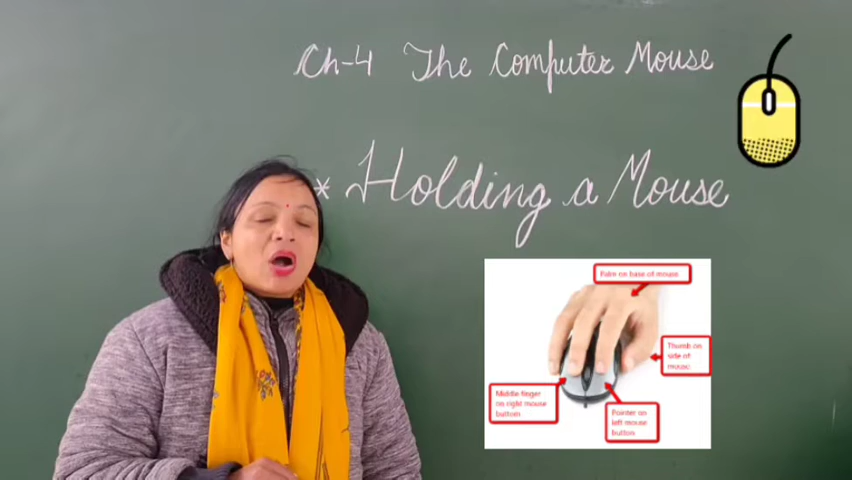 Ch-4 The Computer Mouse
* Holding a Mouse
Palm on base of mouse.
Thumb on
side of
mouse.
Middle finger
on right mouse
button.
Pointer on
left mouse
button